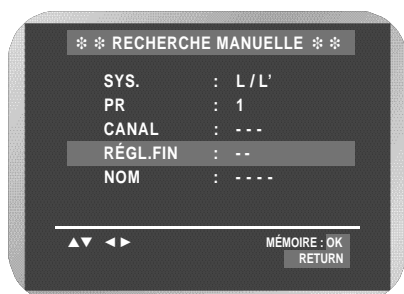 ❄ ❄ RECHERCHE MANUELLE ❄ ❄
SYS. : L / L’
PR : 1
CANAL : - - -
RÉGL.FIN : - -
NOM : - - - -
▲▼ ◄► MÉMOIRE : OK
RETURN